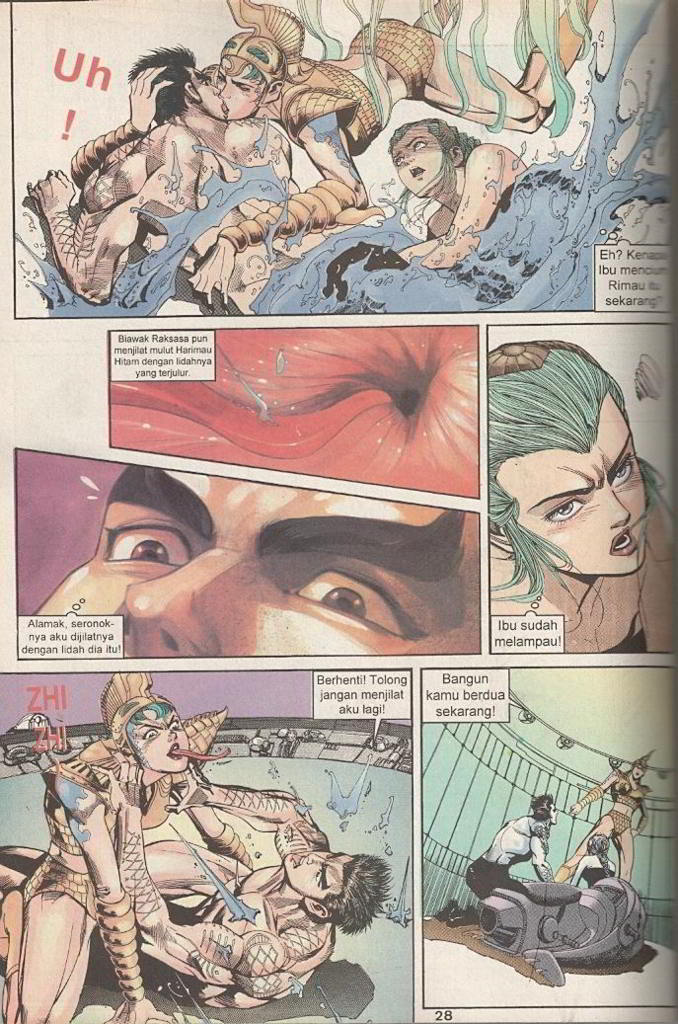 Uh
!
Eh? Kenapa
Ibu mencium
Rimau itu
sekarang?
Biawak Raksasa pun
menjilat mulut Harimau
Hitam dengan lidahnya
yang terjulur.
Alamak, seronok-
nya aku dijilatnya
dengan lidah dia itu!
Ibu sudah
melampau!
ZHI
ZHI
Berhenti! Tolong
jangan menjilat
aku lagi!
Bangun
kamu berdua
sekarang!
28